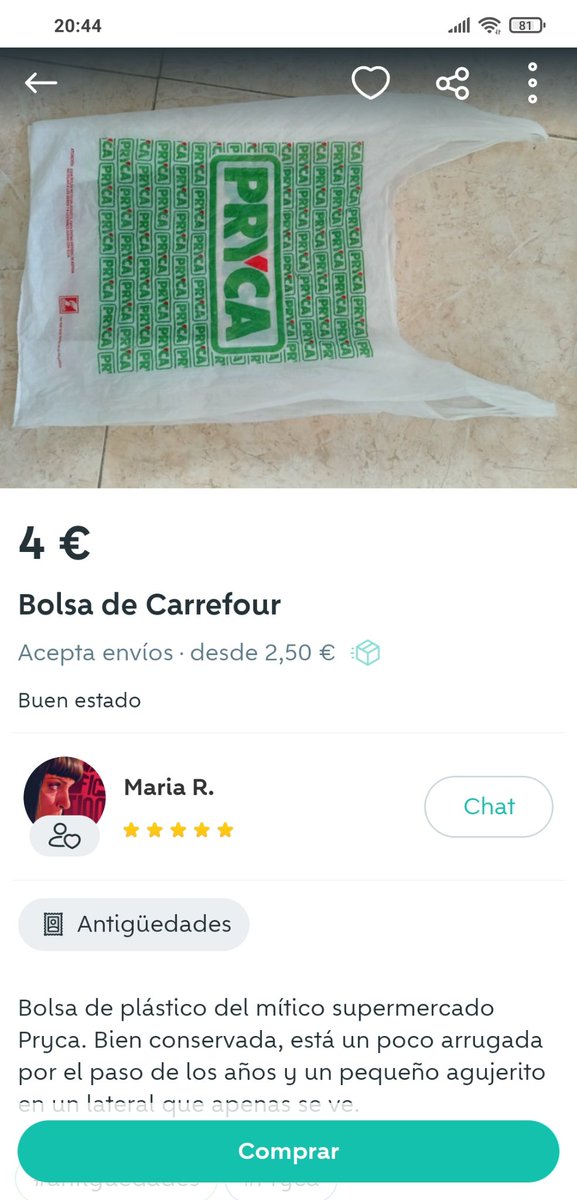 20:44
81
PRYCA
4 €
Bolsa de Carrefour
Acepta envíos · desde 2,50 €
Buen estado
Maria R.
Chat
Antigüedades
Bolsa de plástico del mítico supermercado
Pryca. Bien conservada, está un poco arrugada
por el paso de los años y un pequeño agujerito
en un lateral que apenas se ve.
Comprar